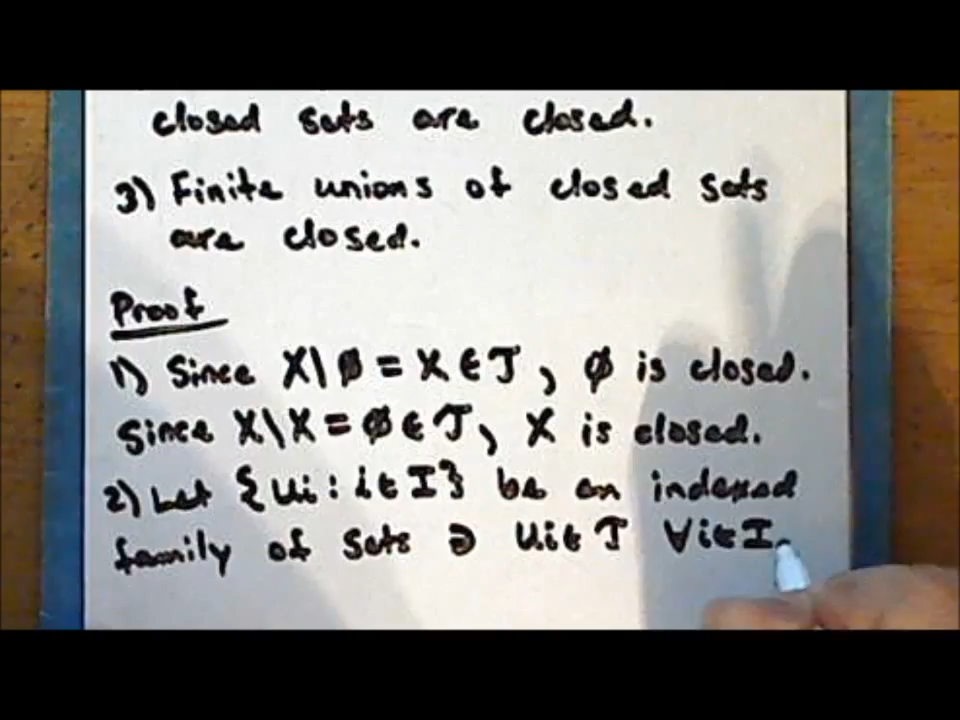 closed sets are closed.
3) Finite unions of closed sets
are closed.
Proof
1) Since X\∅ = X ∈ T, ∅ is closed.
Since X\X = ∅ ∈ T, X is closed.
2) Let {Ui : i ∈ I} be an indexed
family of sets ∋ Ui ∈ T ∀i ∈ I.